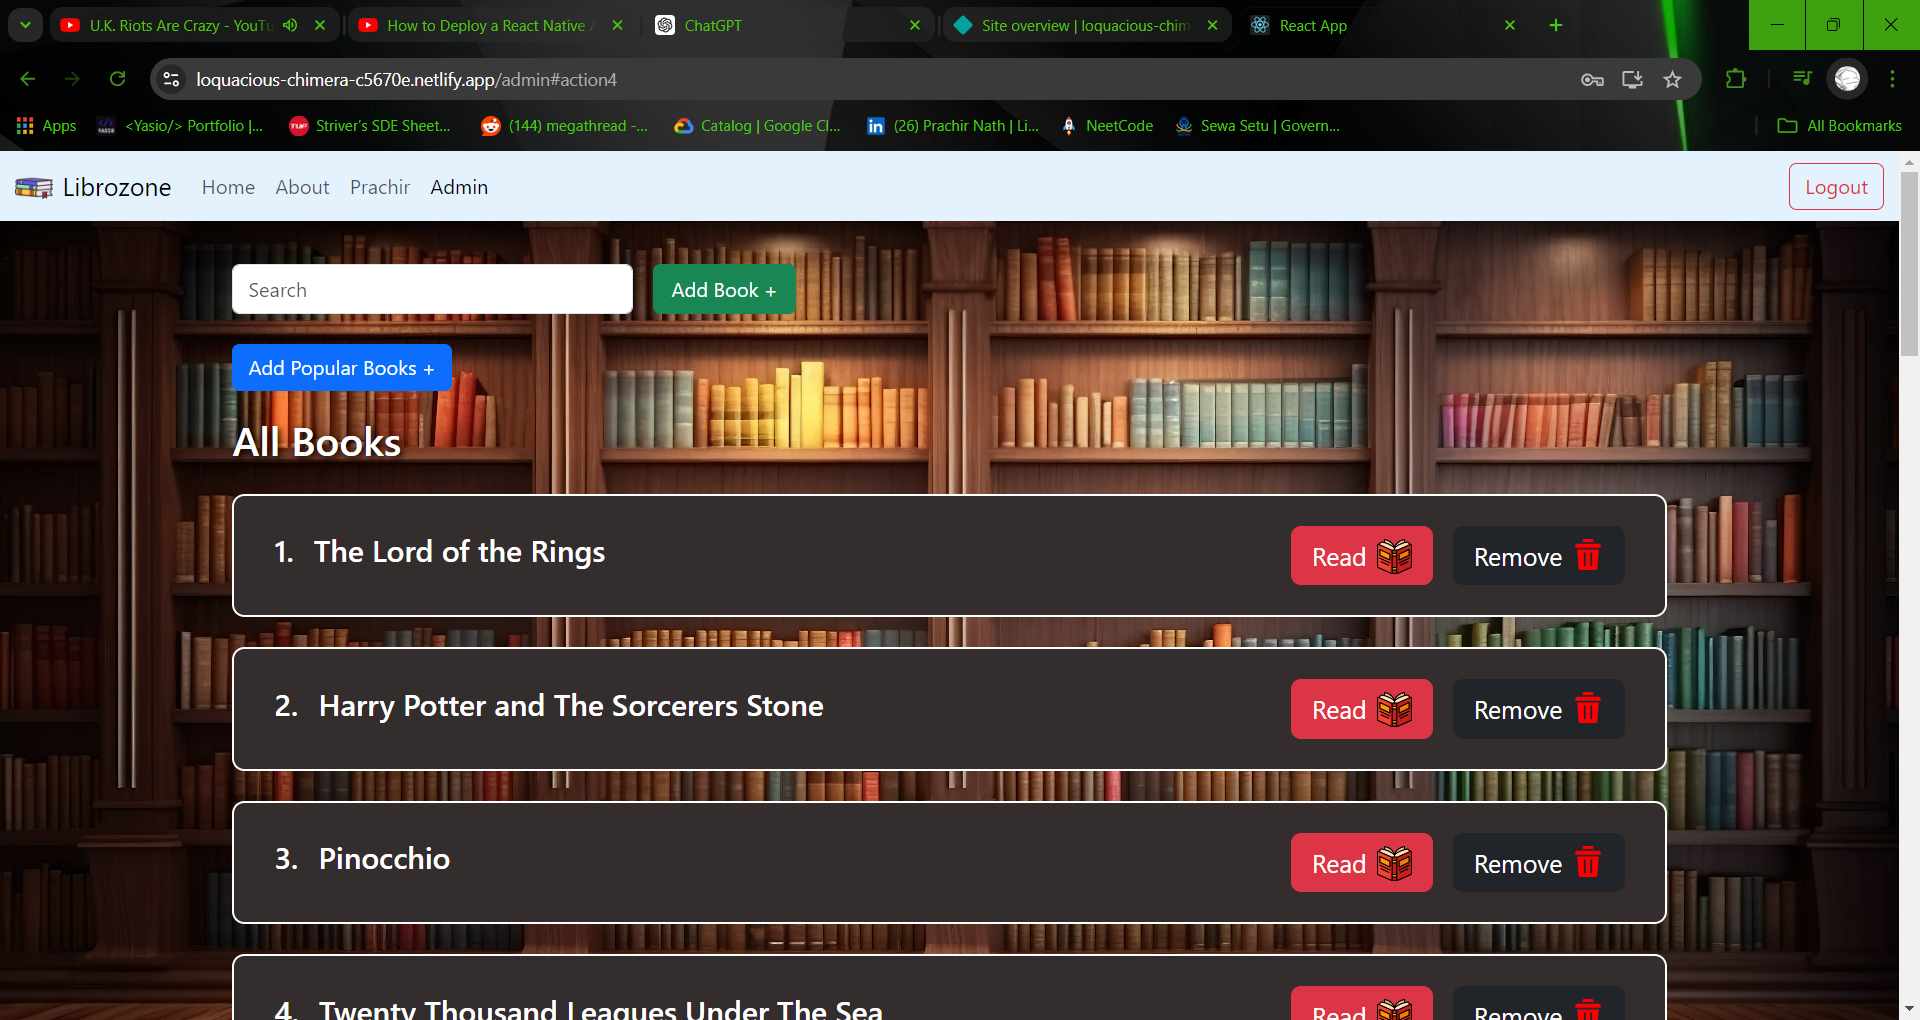 U.K. Riots Are Crazy - YouTu
How to Deploy a React Native A
ChatGPT
Site overview | loquacious-chim
React App
loquacious-chimera-c5670e.netlify.app/admin#action4
Apps
<Yasio/> Portfolio |...
TUF
Striver's SDE Sheet...
(144) megathread -...
Catalog | Google Cl...
in
(26) Prachir Nath | Li...
NeetCode
Sewa Setu | Govern...
All Bookmarks
Librozone
Home
About
Prachir
Admin
Logout
Search
Add Book +
Add Popular Books +
All Books
1. The Lord of the Rings
Read
Remove
2. Harry Potter and The Sorcerers Stone
Read
Remove
3. Pinocchio
Read
Remove
4. Twenty Thousand Leagues Under The Sea
Read
Remove